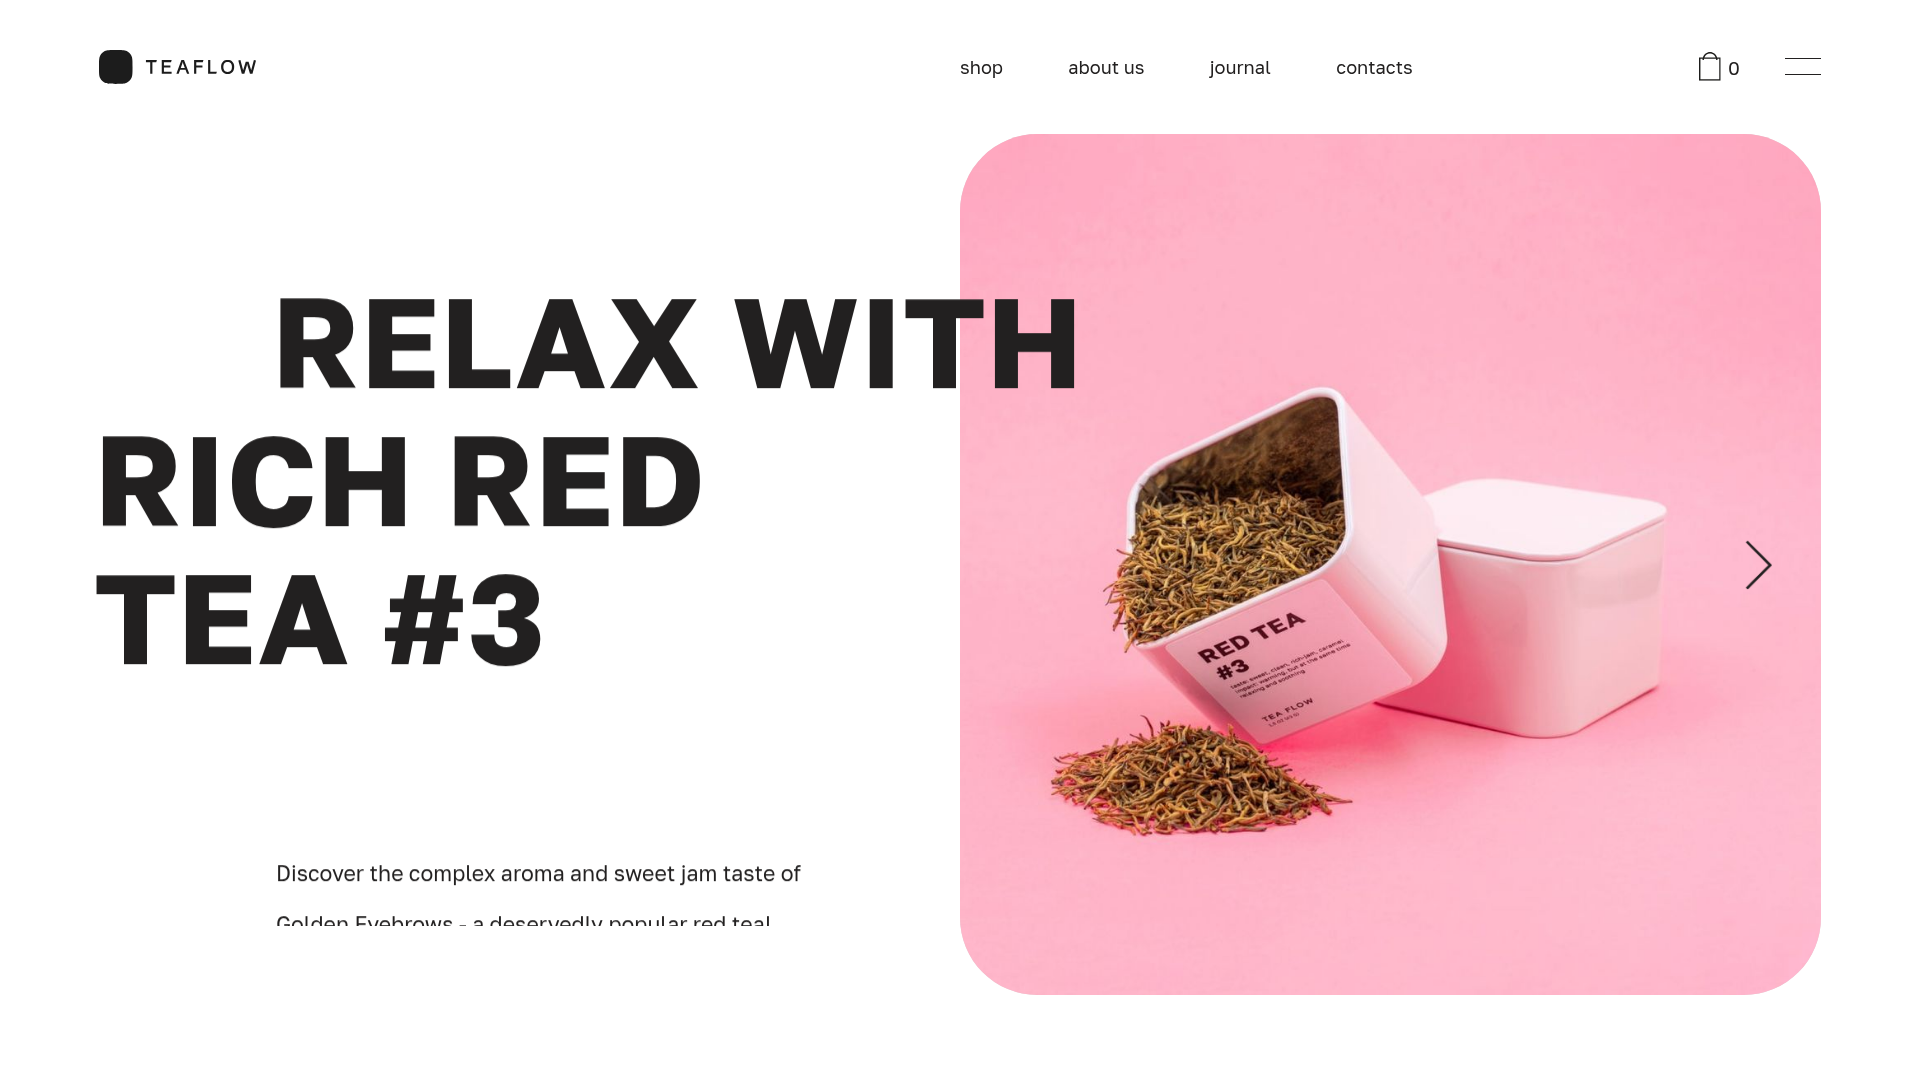 TEAFLOW
shop
about us
journal
contacts
0
RELAX WITH
RICH RED
TEA #3
Discover the complex aroma and sweet jam taste of
Golden Eyebrows - a deservedly popular red tea!
RED TEA
#3
taste: sweet, clean, rich-jam, caramel
impact: warming, but at the same time
relaxing and soothing
TEA FLOW